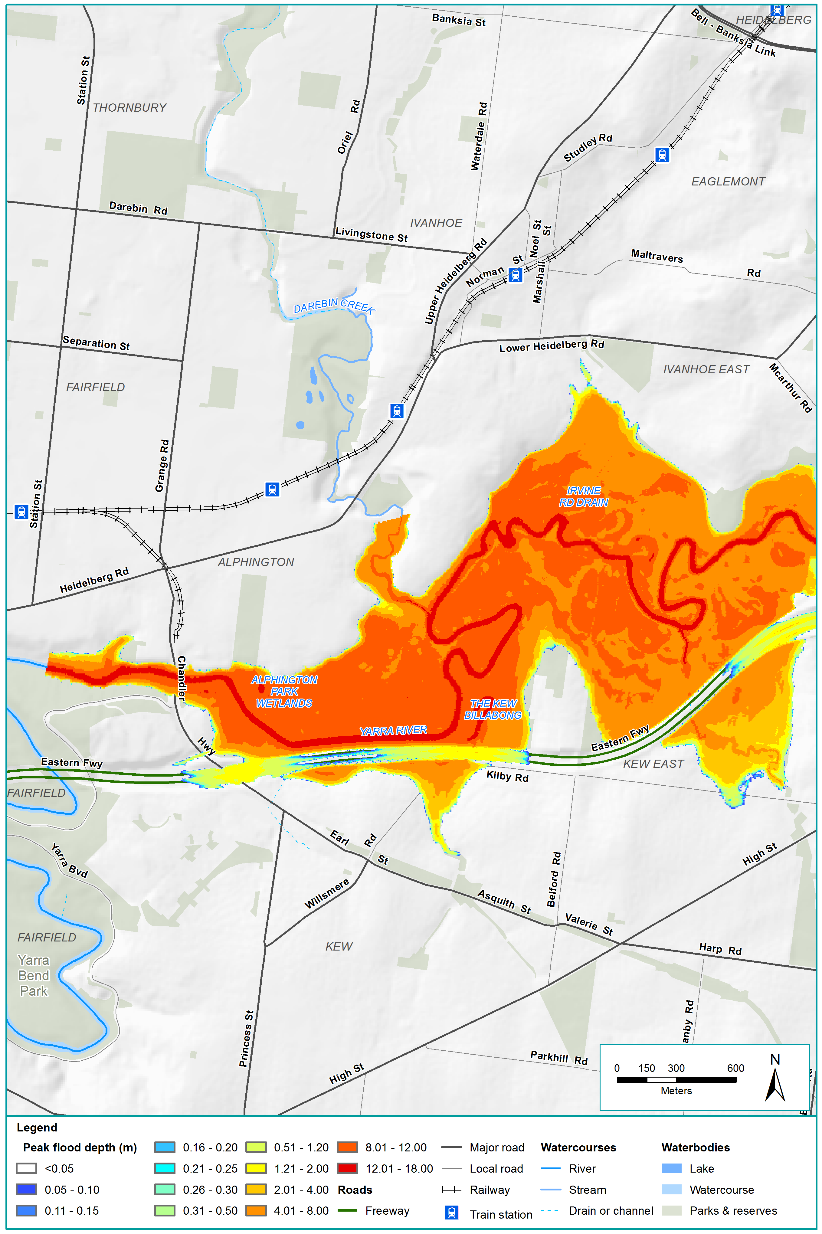 HEIDELBERG
Banksia St
Bell - Banksia Link
Station St
THORNBURY
Oriel Rd
Waterdale Rd
Studley Rd
EAGLEMONT
Darebin Rd
IVANHOE
Livingstone St
Noel St
Marshall St
Norman St
Upper Heidelberg Rd
Maltravers Rd
DAREBIN CREEK
Separation St
Lower Heidelberg Rd
FAIRFIELD
IVANHOE EAST
Mcarthur Rd
Grange Rd
Station St
IRVINE
RD DRAIN
ALPHINGTON
Heidelberg Rd
Chandler Hwy
ALPHINGTON
PARK
WETLANDS
THE KEW
BILLABONG
YARRA RIVER
Eastern Fwy
Eastern Fwy
KEW EAST
Kilby Rd
FAIRFIELD
Yarra Bvd
Earl St
Willsmere Rd
Belford Rd
High St
Asquith St
Valerie St
FAIRFIELD
Yarra
Bend
Park
KEW
Harp Rd
Princess St
anby Rd
High St
Parkhill Rd
0 150 300 600
Meters
N
Legend
Peak flood depth (m)
<0.05
0.05 - 0.10
0.11 - 0.15
0.16 - 0.20
0.21 - 0.25
0.26 - 0.30
0.31 - 0.50
0.51 - 1.20
1.21 - 2.00
2.01 - 4.00
4.01 - 8.00
8.01 - 12.00
12.01 - 18.00
Roads
Freeway
Major road
Local road
Railway
Train station
Watercourses
River
Stream
Drain or channel
Waterbodies
Lake
Watercourse
Parks & reserves